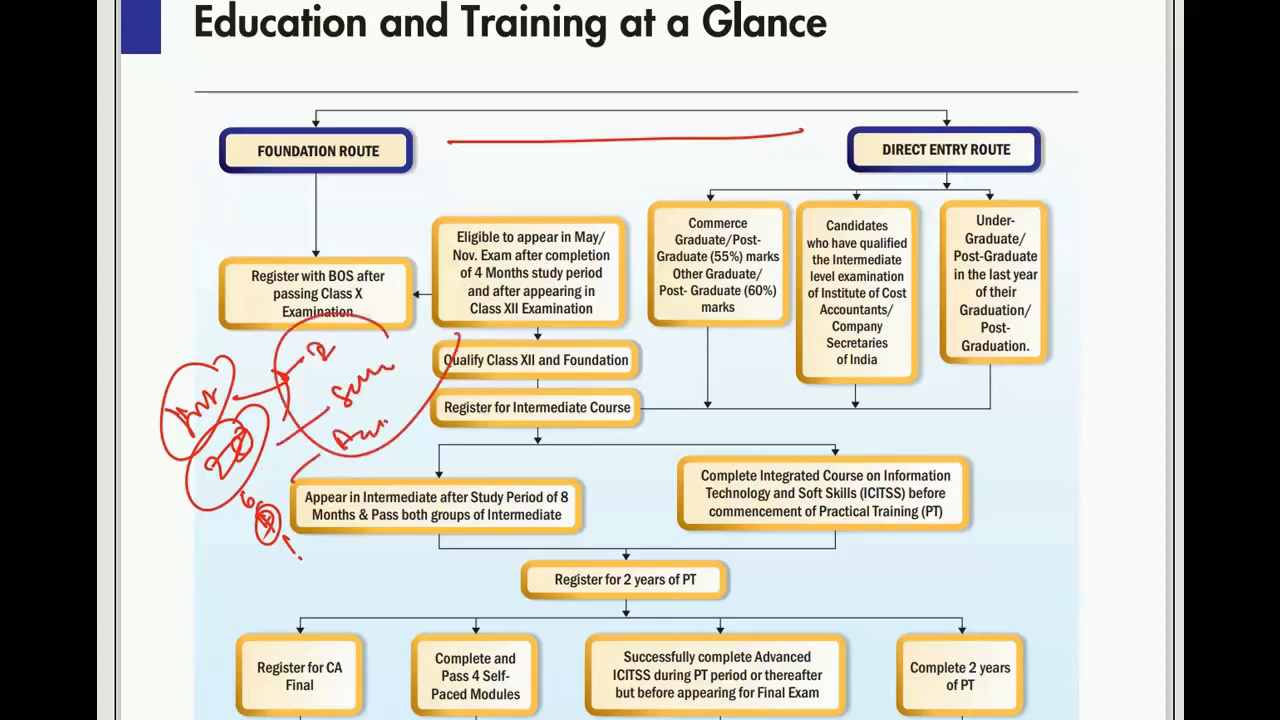 Education and Training at a Glance
FOUNDATION ROUTE
DIRECT ENTRY ROUTE
Register with BOS after
passing Class X
Examination
Eligible to appear in May/
Nov. Exam after completion
of 4 Months study period
and after appearing in
Class XII Examination
Commerce
Graduate/Post-
Graduate (55%) marks
Other Graduate/
Post- Graduate (60%)
marks
Candidates
who have qualified
the Intermediate
level examination
of Institute of Cost
Accountants/
Company
Secretaries
of India
Under-
Graduate/
Post-Graduate
in the last year
of their
Graduation/
Post-
Graduation.
Qualify Class XII and Foundation
Register for Intermediate Course
Appear in Intermediate after Study Period of 8
Months & Pass both groups of Intermediate
Complete Integrated Course on Information
Technology and Soft Skills (ICITSS) before
commencement of Practical Training (PT)
Register for 2 years of PT
Register for CA
Final
Complete and
Pass 4 Self-
Paced Modules
Successfully complete Advanced
ICITSS during PT period or thereafter
but before appearing for Final Exam
Complete 2 years
of PT